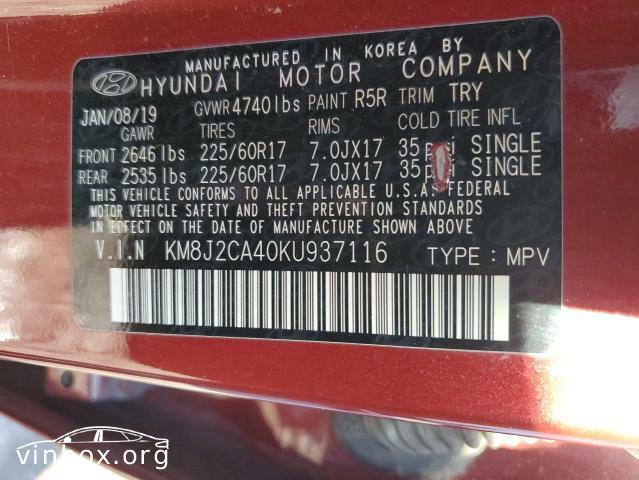 MANUFACTURED IN KOREA BY
HYUNDAI MOTOR COMPANY
JAN/08/19 GVWR 4740 lbs PAINT R5R TRIM TRY
GAWR TIRES RIMS COLD TIRE INFL
FRONT 2646 lbs 225/60R17 7.0JX17 35 SINGLE
REAR 2535 lbs 225/60R17 7.0JX17 35 SINGLE
THIS VEHICLE CONFORMS TO ALL APPLICABLE U.S.A. FEDERAL
MOTOR VEHICLE SAFETY AND THEFT PREVENTION STANDARDS
IN EFFECT ON THE DATE OF MANUFACTURE SHOWN ABOVE
V.I.N KM8J2CA40KU937116 TYPE : MPV
vinbox.org